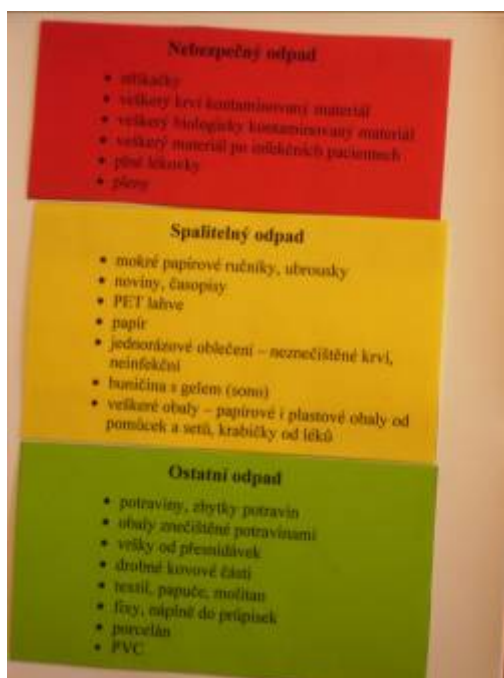 Nebezpečný odpad
• stříkačky
• veškerý krví kontaminovaný materiál
• veškerý biologicky kontaminovaný materiál
• veškerý materiál po infekčních pacientech
• plné lékovky
• pleny
Spalitelný odpad
• mokré papírové ručníky, ubrousky
• noviny, časopisy
• PET lahve
• papír
• jednorázové oblečení – neznečištěné krví,
neinfekční
• buničina s gelem (sono)
• veškeré obaly – papírové i plastové obaly od
pomůcek a setů, krabičky od léků
Ostatní odpad
• potraviny, zbytky potravin
• obaly znečištěné potravinami
• vršky od přesnídávek
• drobné kovové části
• textil, papuče, molitan
• fixy, náplně do propisek
• porcelán
• PVC